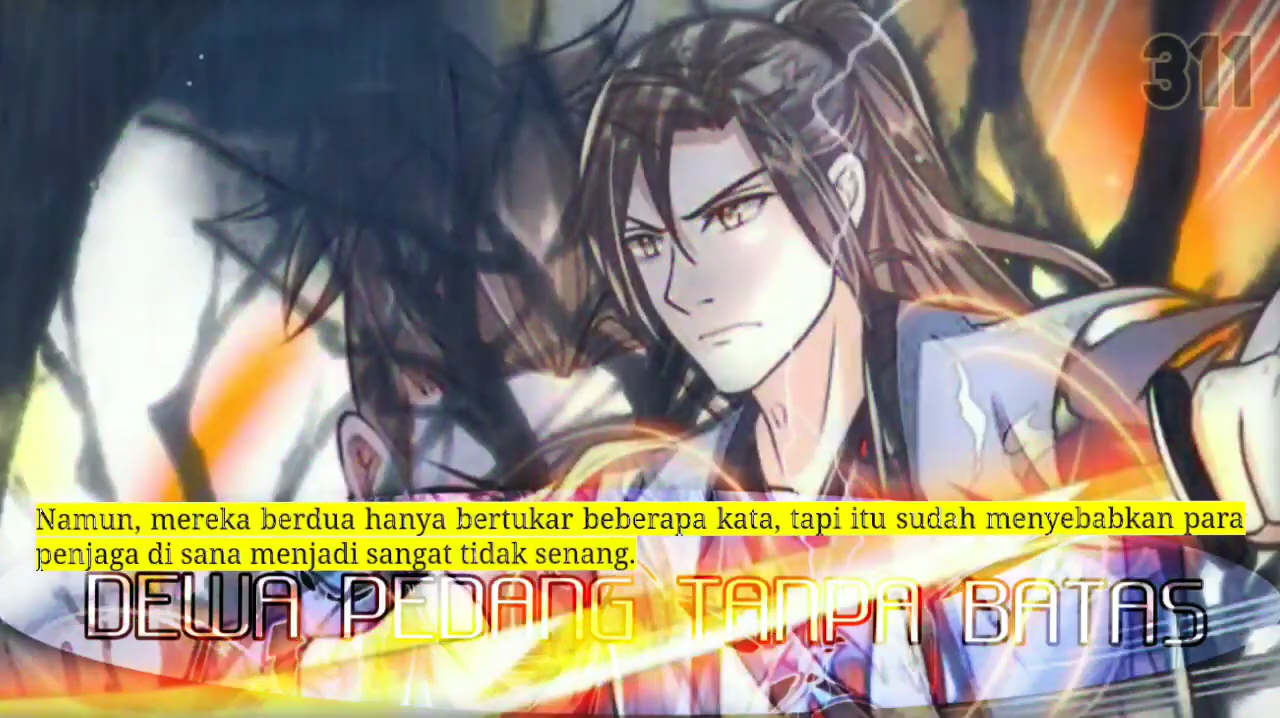 311
Namun, mereka berdua hanya bertukar beberapa kata, tapi itu sudah menyebabkan para
penjaga di sana menjadi sangat tidak senang.
DEWA PEDANG TANPA BATAS